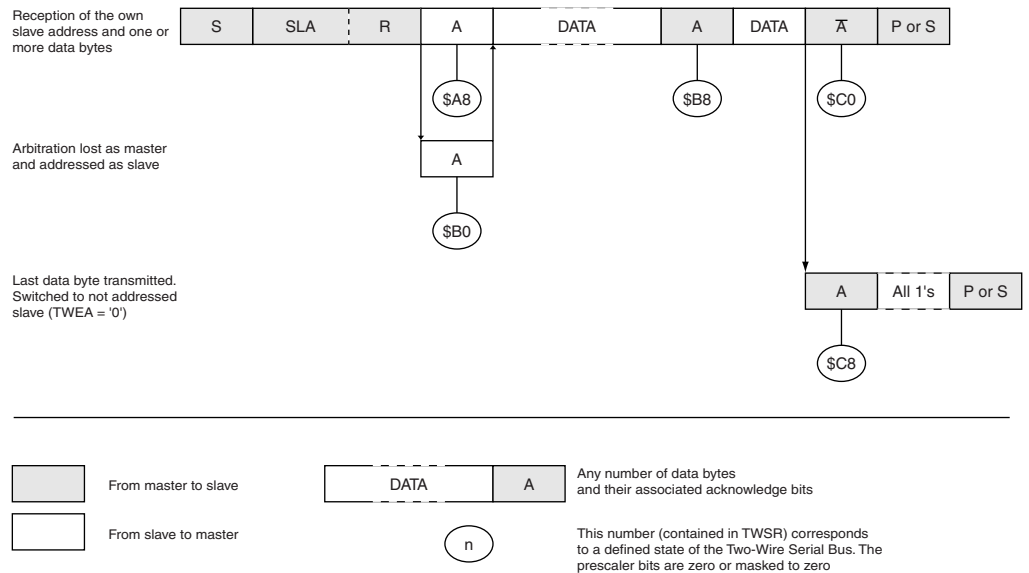 Reception of the own
slave address and one or
more data bytes
S SLA R A DATA A DATA A̅ P or S
$A8 $B8 $C0
Arbitration lost as master
and addressed as slave
A
$B0
Last data byte transmitted.
Switched to not addressed
slave (TWEA = '0')
A All 1's P or S
$C8
From master to slave
DATA A
Any number of data bytes
and their associated acknowledge bits
From slave to master
n
This number (contained in TWSR) corresponds
to a defined state of the Two-Wire Serial Bus. The
prescaler bits are zero or masked to zero